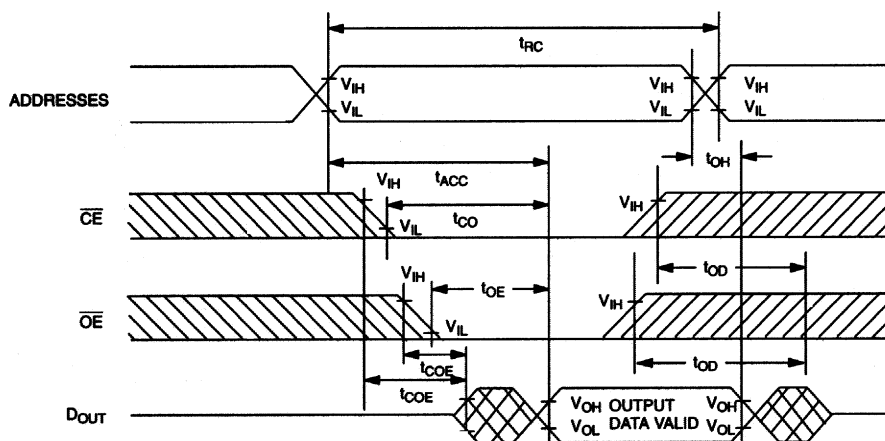 tRC
ADDRESSES
VIH VIH VIH
VIL VIL VIL
tOH
tACC
VIH
CE VIH
tCO
VIL
tOD
VIH
tOE
OE VIH
VIL
tCOE
tOD
tCOE
DOUT
VOH OUTPUT VOH
VOL DATA VALID VOL